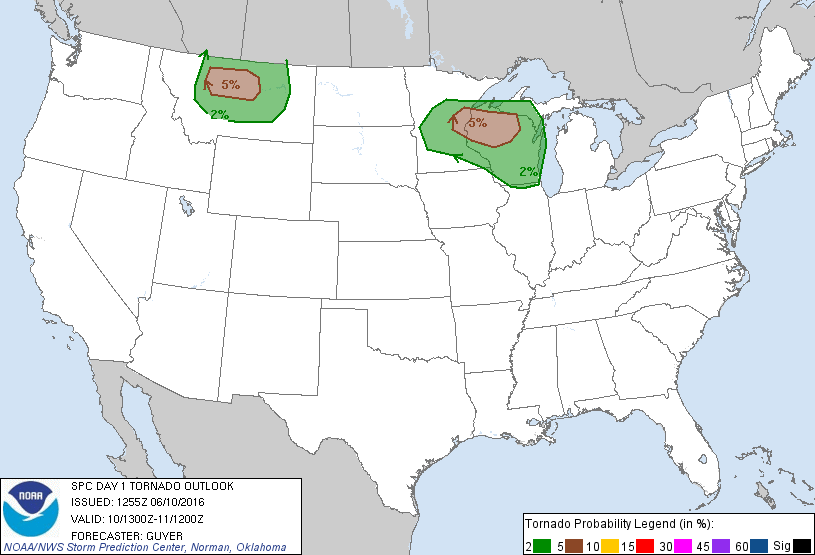 5%
2%
5%
2%
NOAA
SPC DAY 1 TORNADO OUTLOOK
ISSUED: 1255Z 06/10/2016
VALID: 10/1300Z-11/1200Z
FORECASTER: GUYER
NOAA/NWS Storm Prediction Center, Norman, Oklahoma
Tornado Probability Legend (in %):
2 5 10 15 30 45 60 Sig